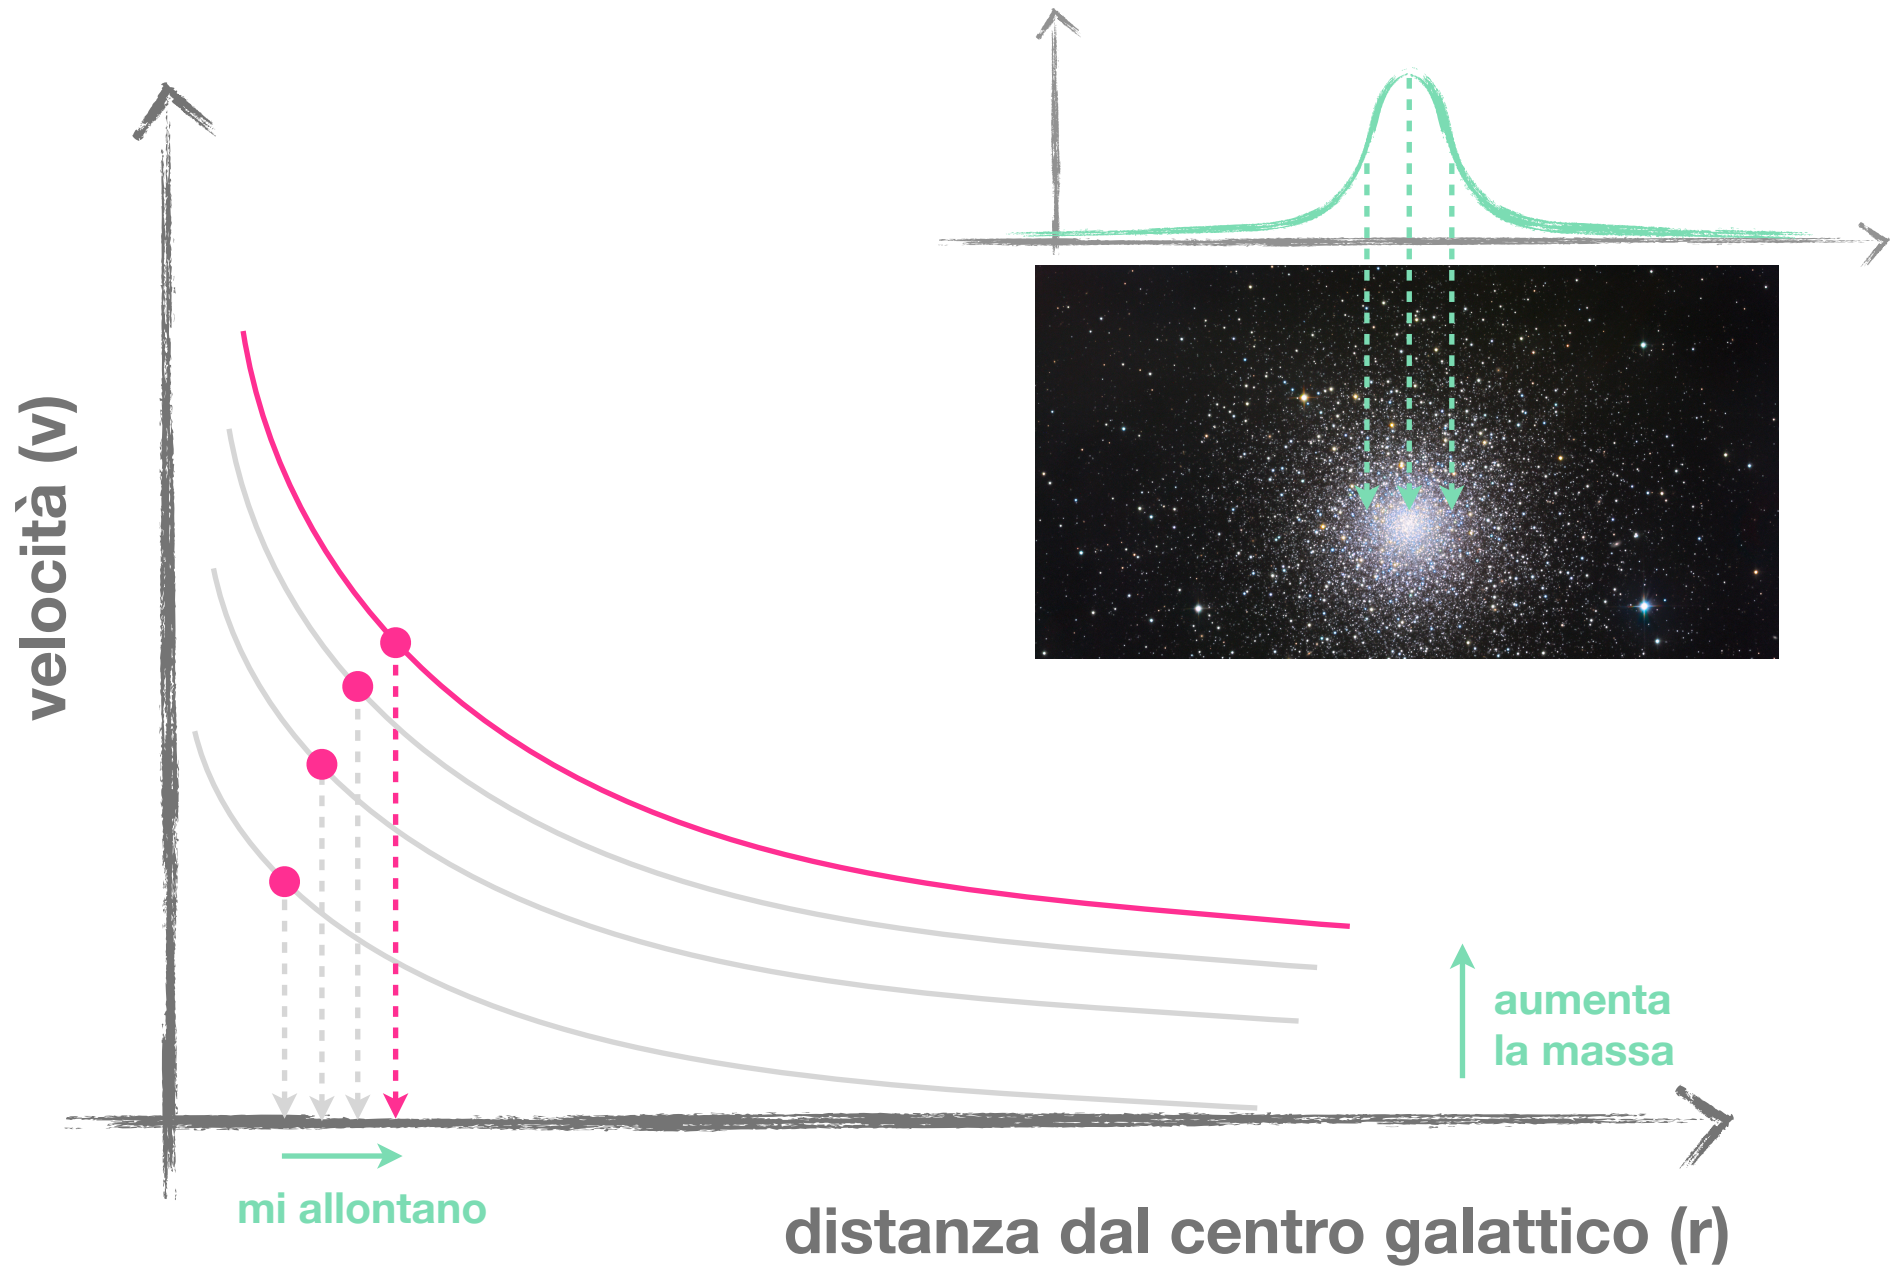 velocità (v)
aumenta
la massa
mi allontano
distanza dal centro galattico (r)